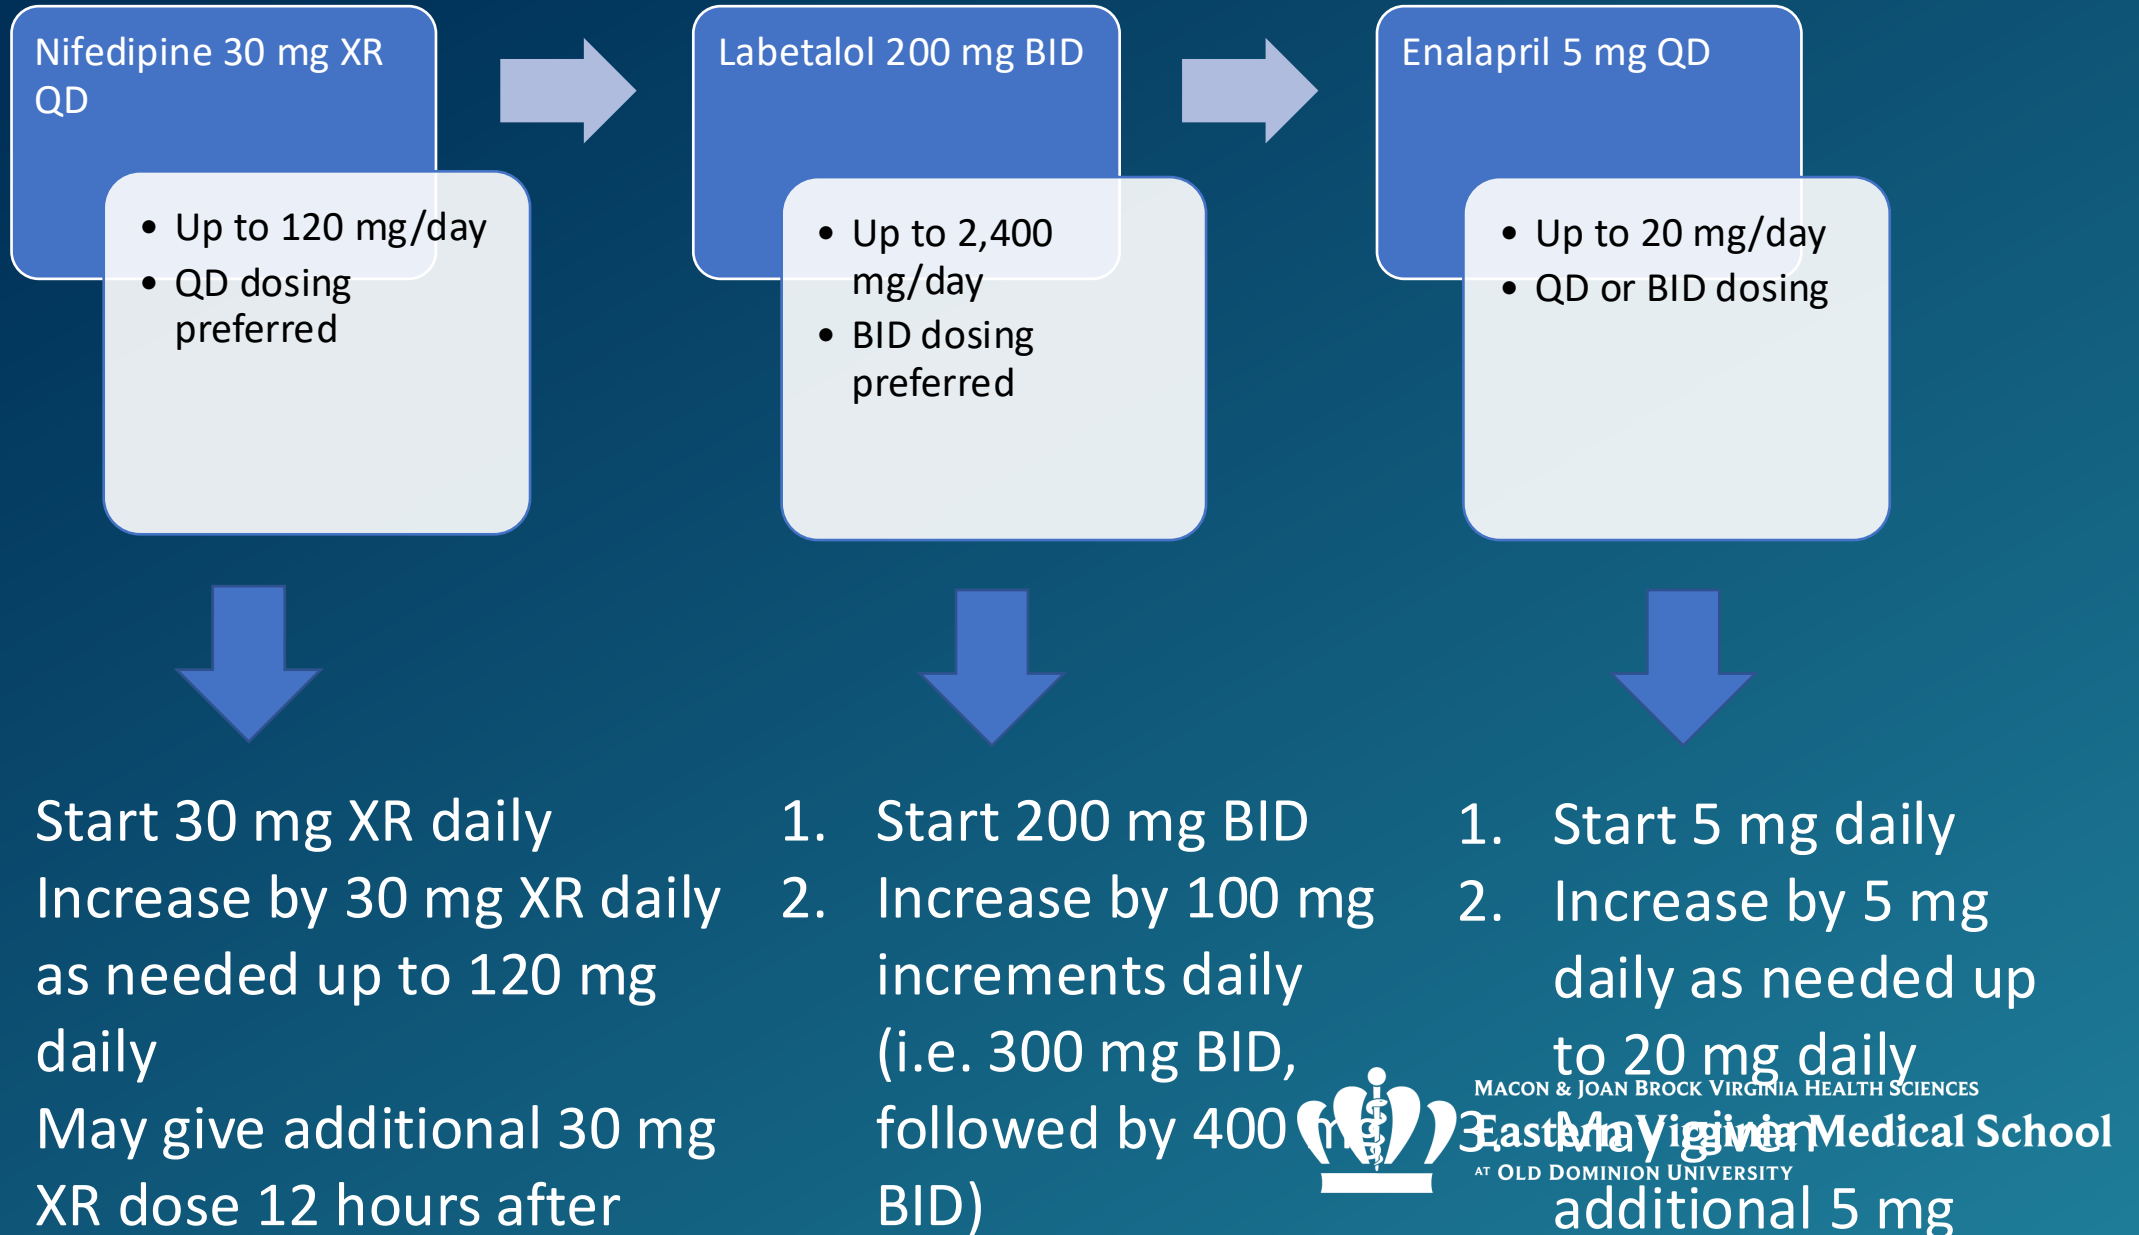 Nifedipine 30 mg XR
QD
• Up to 120 mg/day
• QD dosing
preferred
Labetalol 200 mg BID
• Up to 2,400
mg/day
• BID dosing
preferred
Enalapril 5 mg QD
• Up to 20 mg/day
• QD or BID dosing
Start 30 mg XR daily
Increase by 30 mg XR daily
as needed up to 120 mg
daily
May give additional 30 mg
XR dose 12 hours after
1. Start 200 mg BID
2. Increase by 100 mg
increments daily
(i.e. 300 mg BID,
followed by 400 mg
BID)
1. Start 5 mg daily
2. Increase by 5 mg
daily as needed up
to 20 mg daily
3. May given
additional 5 mg
MACON & JOAN BROCK VIRGINIA HEALTH SCIENCES
Eastern Virginia Medical School
AT OLD DOMINION UNIVERSITY